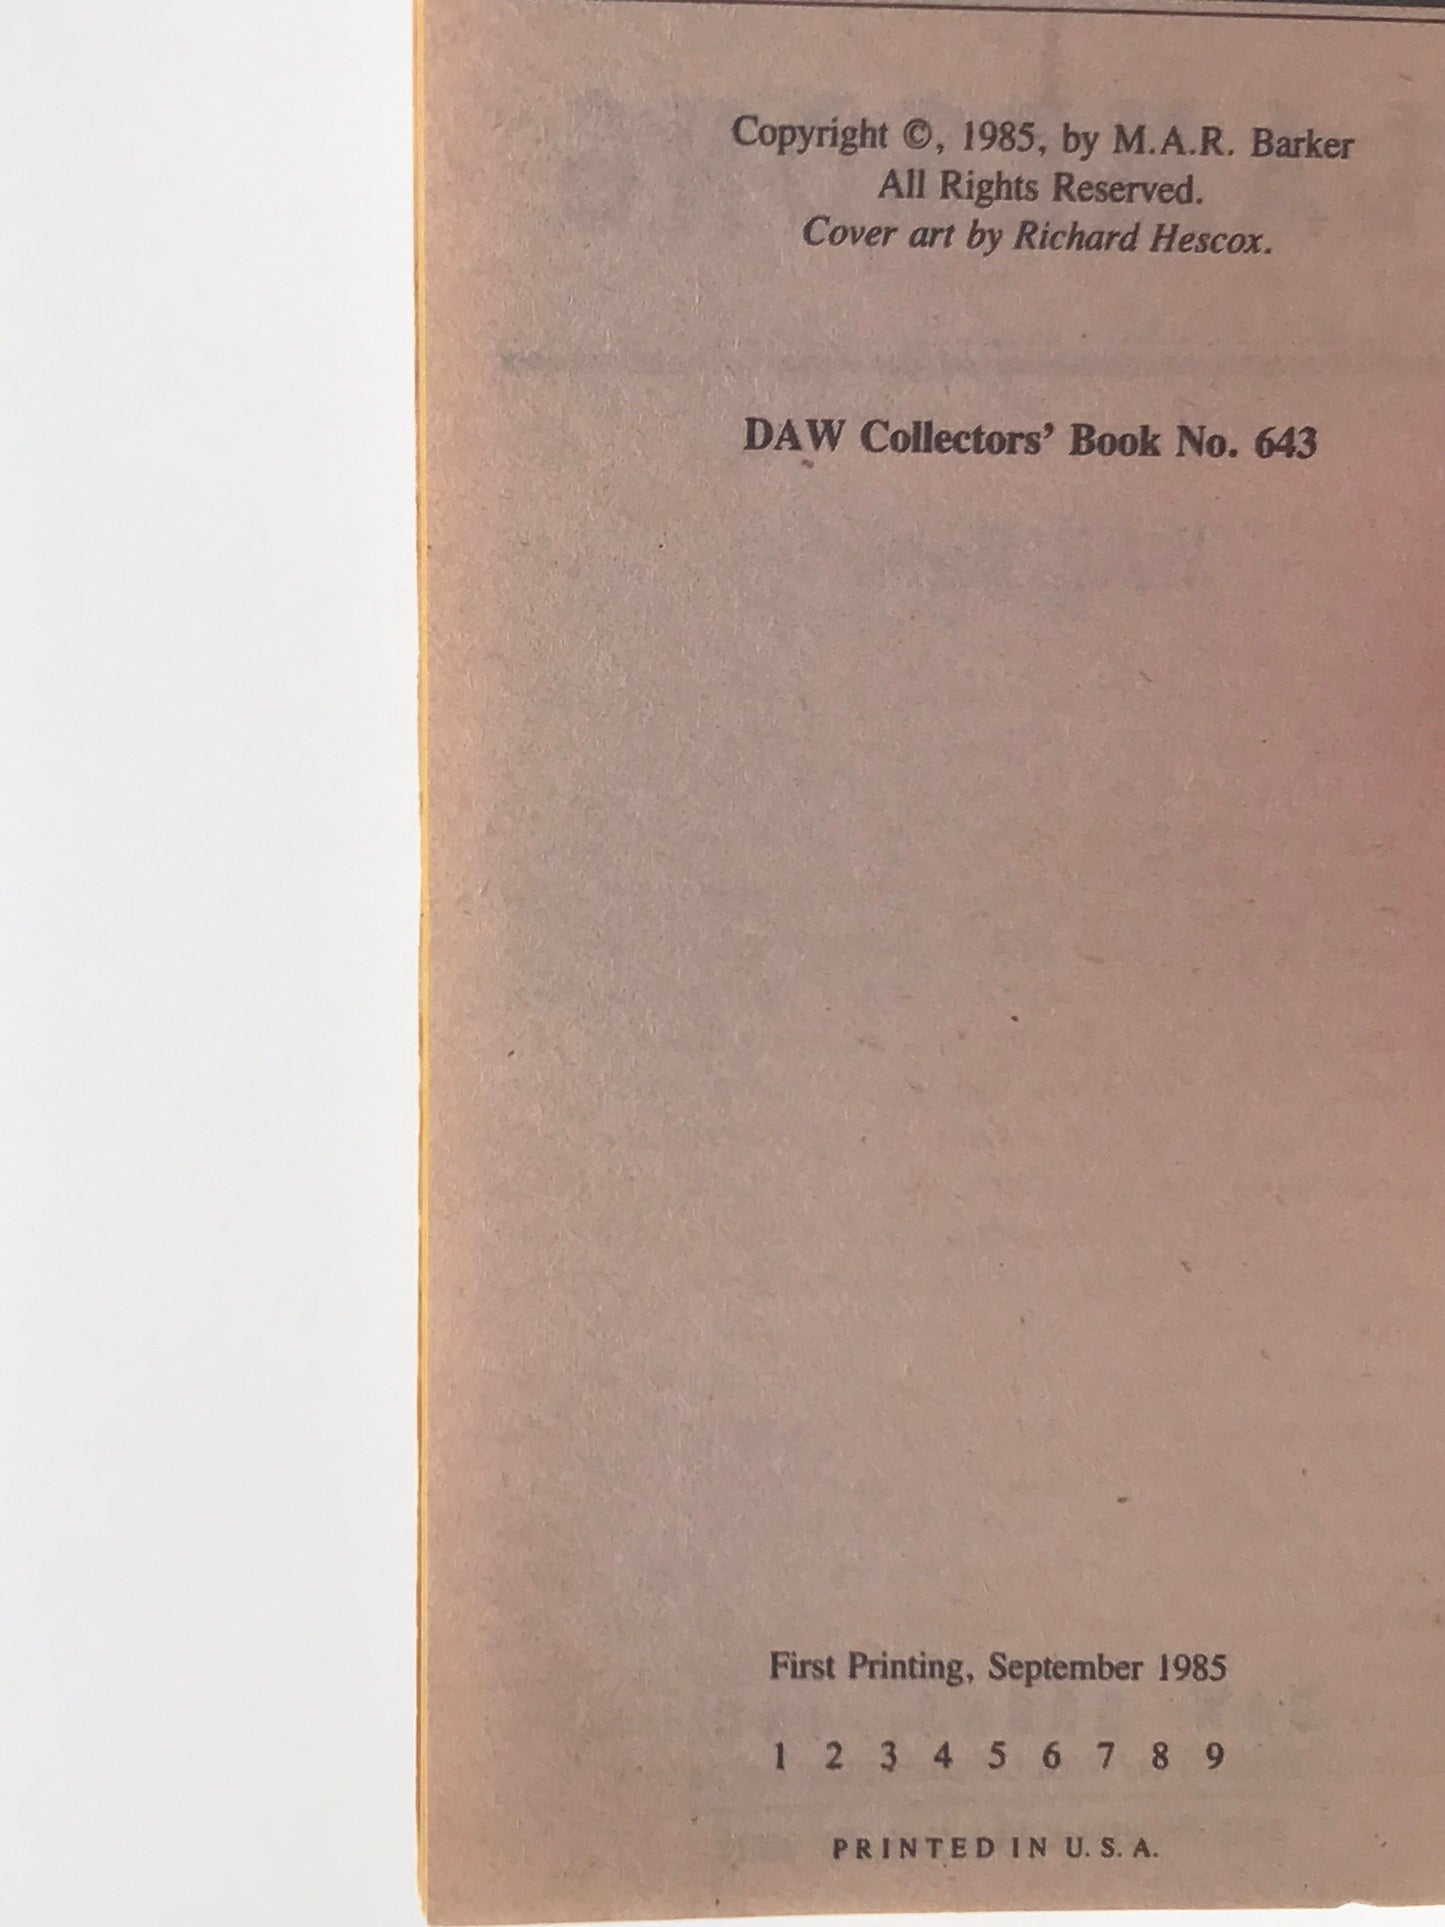 Copyright ©, 1985, by M.A.R. Barker
All Rights Reserved.
Cover art by Richard Hescox.
DAW Collectors’ Book No. 643
First Printing, September 1985
1 2 3 4 5 6 7 8 9
PRINTED IN U. S. A.